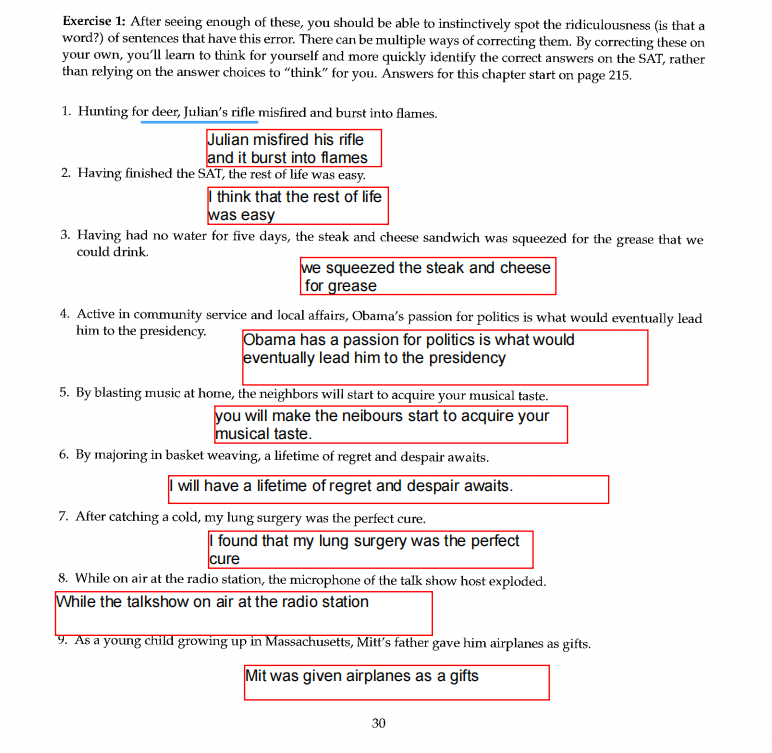 Exercise 1: After seeing enough of these, you should be able to instinctively spot the ridiculousness (is that a
word?) of sentences that have this error. There can be multiple ways of correcting them. By correcting these on
your own, you'll learn to think for yourself and more quickly identify the correct answers on the SAT, rather
than relying on the answer choices to "think" for you. Answers for this chapter start on page 215.
1. Hunting for deer, Julian's rifle misfired and burst into flames.
Julian misfired his rifle
and it burst into flames
2. Having finished the SAT, the rest of life was easy.
I think that the rest of life
was easy
3. Having had no water for five days, the steak and cheese sandwich was squeezed for the grease that we
could drink.
we squeezed the steak and cheese
for grease
4. Active in community service and local affairs, Obama's passion for politics is what would eventually lead
him to the presidency.
Obama has a passion for politics is what would
eventually lead him to the presidency
5. By blasting music at home, the neighbors will start to acquire your musical taste.
you will make the neibours start to acquire your
musical taste.
6. By majoring in basket weaving, a lifetime of regret and despair awaits.
I will have a lifetime of regret and despair awaits.
7. After catching a cold, my lung surgery was the perfect cure.
I found that my lung surgery was the perfect
cure
8. While on air at the radio station, the microphone of the talk show host exploded.
While the talkshow on air at the radio station
9. As a young child growing up in Massachusetts, Mitt's father gave him airplanes as gifts.
Mit was given airplanes as a gifts
30